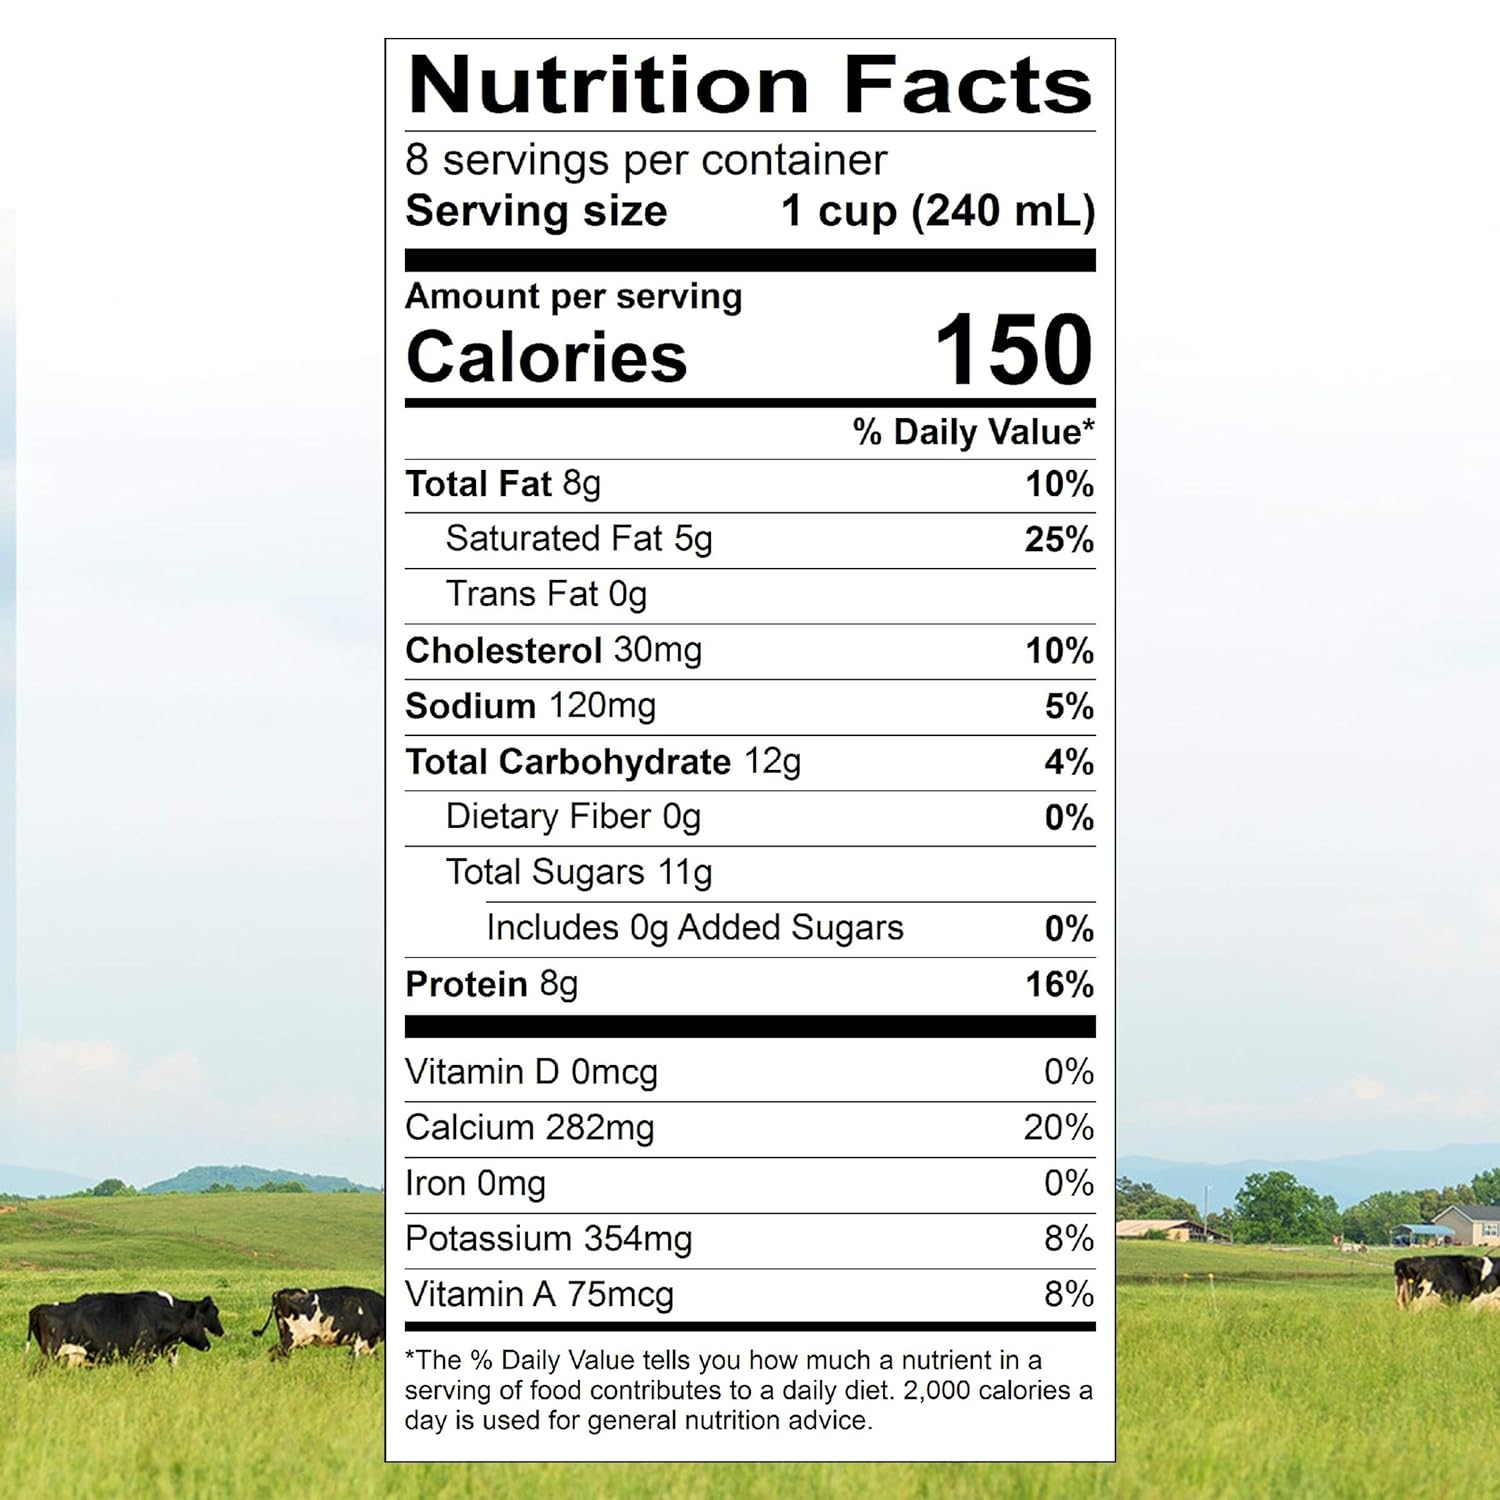 Nutrition Facts
8 servings per container
Serving size 1 cup (240 mL)
Amount per serving
Calories 150
% Daily Value*
Total Fat 8g 10%
Saturated Fat 5g 25%
Trans Fat 0g
Cholesterol 30mg 10%
Sodium 120mg 5%
Total Carbohydrate 12g 4%
Dietary Fiber 0g 0%
Total Sugars 11g
Includes 0g Added Sugars 0%
Protein 8g 16%
Vitamin D 0mcg 0%
Calcium 282mg 20%
Iron 0mg 0%
Potassium 354mg 8%
Vitamin A 75mcg 8%
*The % Daily Value tells you how much a nutrient in a
serving of food contributes to a daily diet. 2,000 calories a
day is used for general nutrition advice.